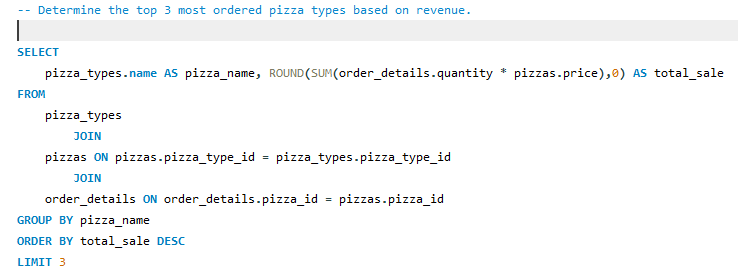 -- Determine the top 3 most ordered pizza types based on revenue.
SELECT
pizza_types.name AS pizza_name, ROUND(SUM(order_details.quantity * pizzas.price),0) AS total_sale
FROM
pizza_types
JOIN
pizzas ON pizzas.pizza_type_id = pizza_types.pizza_type_id
JOIN
order_details ON order_details.pizza_id = pizzas.pizza_id
GROUP BY pizza_name
ORDER BY total_sale DESC
LIMIT 3